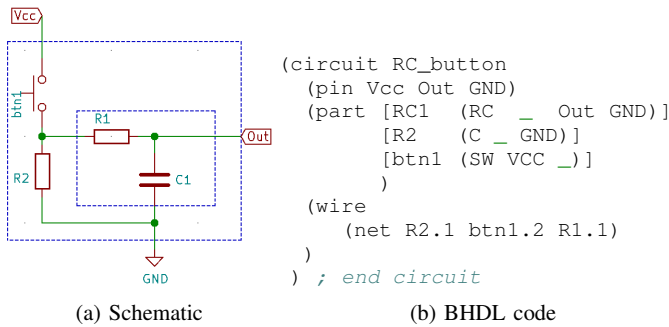 Vcc
btn1
R1
Out
R2
C1
GND
(a) Schematic
(circuit RC_button
(pin Vcc Out GND)
(part [RC1 (RC _ Out GND)]
[R2 (C _ GND)]
[btn1 (SW VCC _)]
)
(wire
(net R2.1 btn1.2 R1.1)
)
) ; end circuit
(b) BHDL code